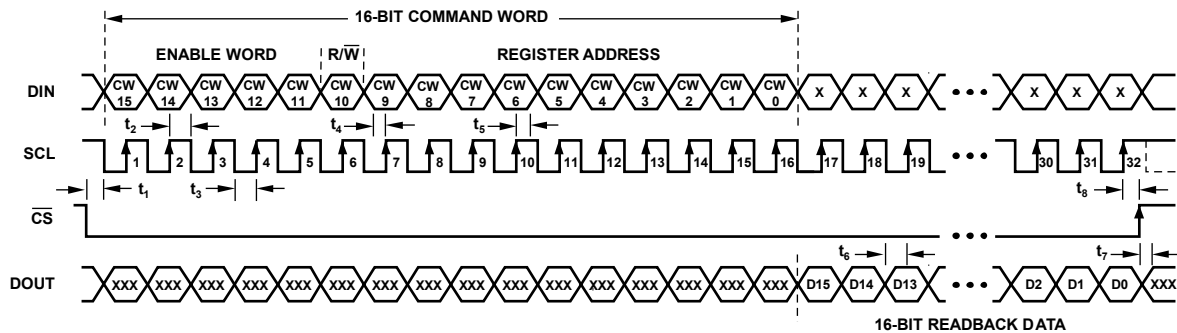 16-BIT COMMAND WORD
ENABLE WORD R/W̅ REGISTER ADDRESS
DIN CW 15 CW 14 CW 13 CW 12 CW 11 CW 10 CW 9 CW 8 CW 7 CW 6 CW 5 CW 4 CW 3 CW 2 CW 1 CW 0 X X X ••• X X X
t2 t4 t5
SCL 1 2 3 4 5 6 7 8 9 10 11 12 13 14 15 16 17 18 19 ••• 30 31 32
t1 t3 t8
C̅S̅ •••
t6 t7
DOUT XXX XXX XXX XXX XXX XXX XXX XXX XXX XXX XXX XXX XXX XXX XXX XXX D15 D14 D13 ••• D2 D1 D0 XXX
16-BIT READBACK DATA